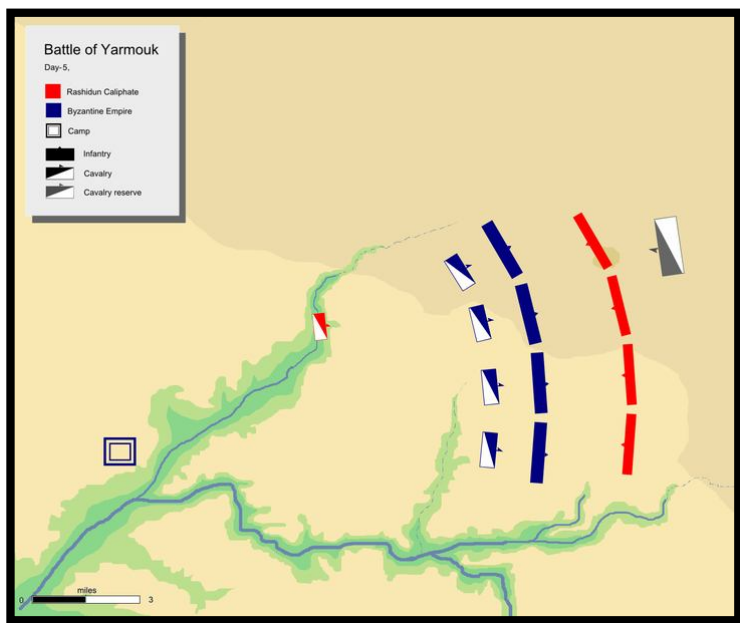 Battle of Yarmouk
Day-5,
Rashidun Caliphate
Byzantine Empire
Camp
Infantry
Cavalry
Cavalry reserve
miles
0 3